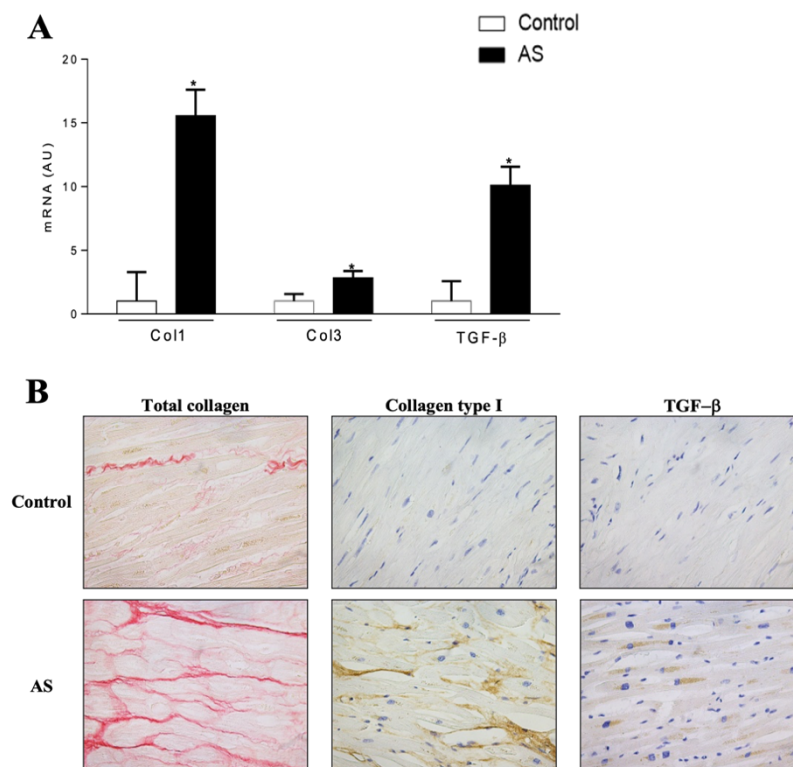 A
Control
AS
20
15
10
5
0
mRNA (AU)
*
*
*
Col1
Col3
TGF-β
B
Total collagen
Collagen type I
TGF–β
Control
AS